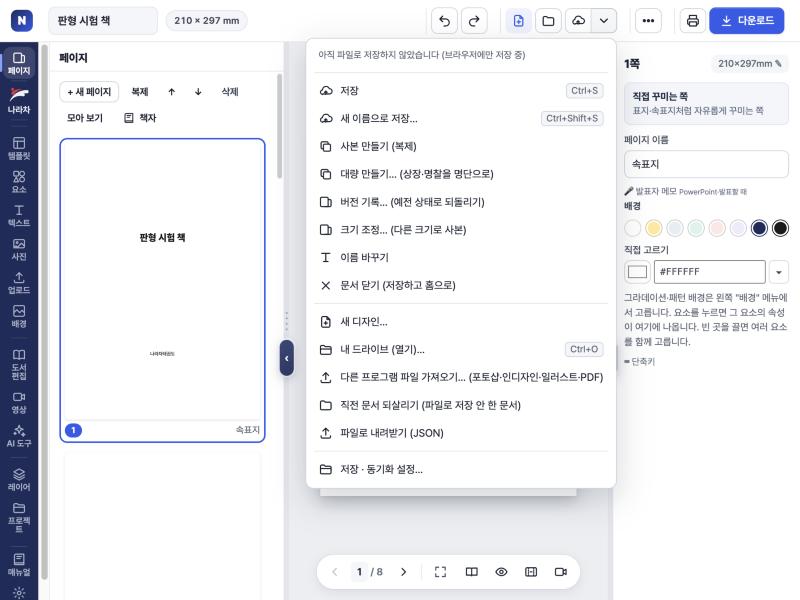 N
판형 시험 책
210 × 297 mm
다운로드
페이지
나라차
템플릿
요소
텍스트
사진
업로드
배경
도서
편집
영상
AI 도구
레이어
프로젝
트
매뉴얼
페이지
+ 새 페이지
복제
↑
↓
삭제
모아 보기
책자
판형 시험 책
1
속표지
아직 파일로 저장하지 않았습니다 (브라우저에만 저장 중)
저장
Ctrl+S
새 이름으로 저장...
Ctrl+Shift+S
사본 만들기 (복제)
대량 만들기... (상장·명찰을 명단으로)
버전 기록... (예전 상태로 되돌리기)
크기 조정... (다른 크기로 사본)
이름 바꾸기
문서 닫기 (저장하고 홈으로)
새 디자인...
내 드라이브 (열기)...
Ctrl+O
다른 프로그램 파일 가져오기... (포토샵·인디자인·일러스트·PDF)
직전 문서 되살리기 (파일로 저장 안 한 문서)
파일로 내려받기 (JSON)
저장 · 동기화 설정...
1 / 8
1쪽
210×297mm ✎
직접 꾸미는 쪽
표지·속표지처럼 자유롭게 꾸미는 쪽
페이지 이름
속표지
발표자 메모 PowerPoint·발표할 때
배경
직접 고르기
#FFFFFF
그라데이션·패턴 배경은 왼쪽 "배경" 메뉴에
서 고릅니다. 요소를 누르면 그 요소의 속성
이 여기에 나옵니다. 빈 곳을 끌면 여러 요소
를 함께 고릅니다.
단축키